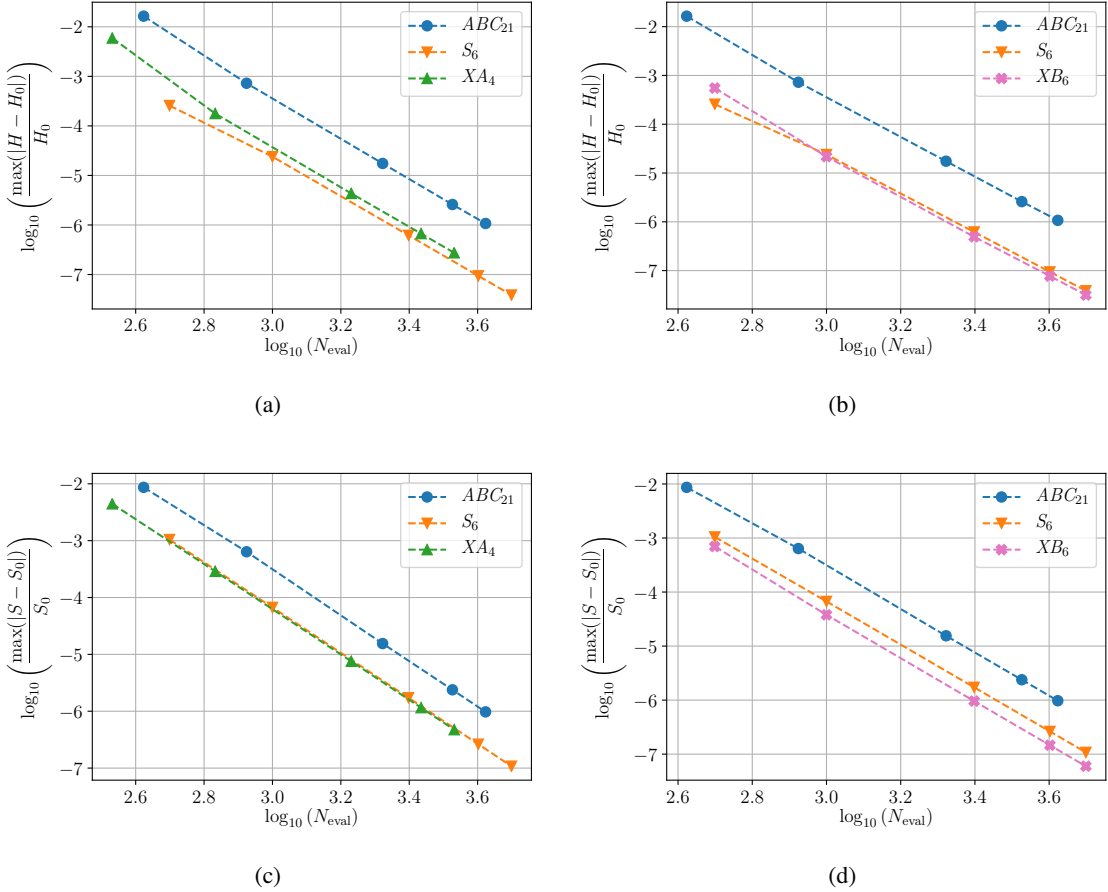 −2
−3
−4
−5
−6
−7
log₁₀ (max(|H − H₀|) / H₀)
ABC₂₁
S₆
XA₄
2.6 2.8 3.0 3.2 3.4 3.6
log₁₀ (N_eval)
(a)
−2
−3
−4
−5
−6
−7
log₁₀ (max(|H − H₀|) / H₀)
ABC₂₁
S₆
XB₆
2.6 2.8 3.0 3.2 3.4 3.6
log₁₀ (N_eval)
(b)
−2
−3
−4
−5
−6
−7
log₁₀ (max(|S − S₀|) / S₀)
ABC₂₁
S₆
XA₄
2.6 2.8 3.0 3.2 3.4 3.6
log₁₀ (N_eval)
(c)
−2
−3
−4
−5
−6
−7
log₁₀ (max(|S − S₀|) / S₀)
ABC₂₁
S₆
XB₆
2.6 2.8 3.0 3.2 3.4 3.6
log₁₀ (N_eval)
(d)